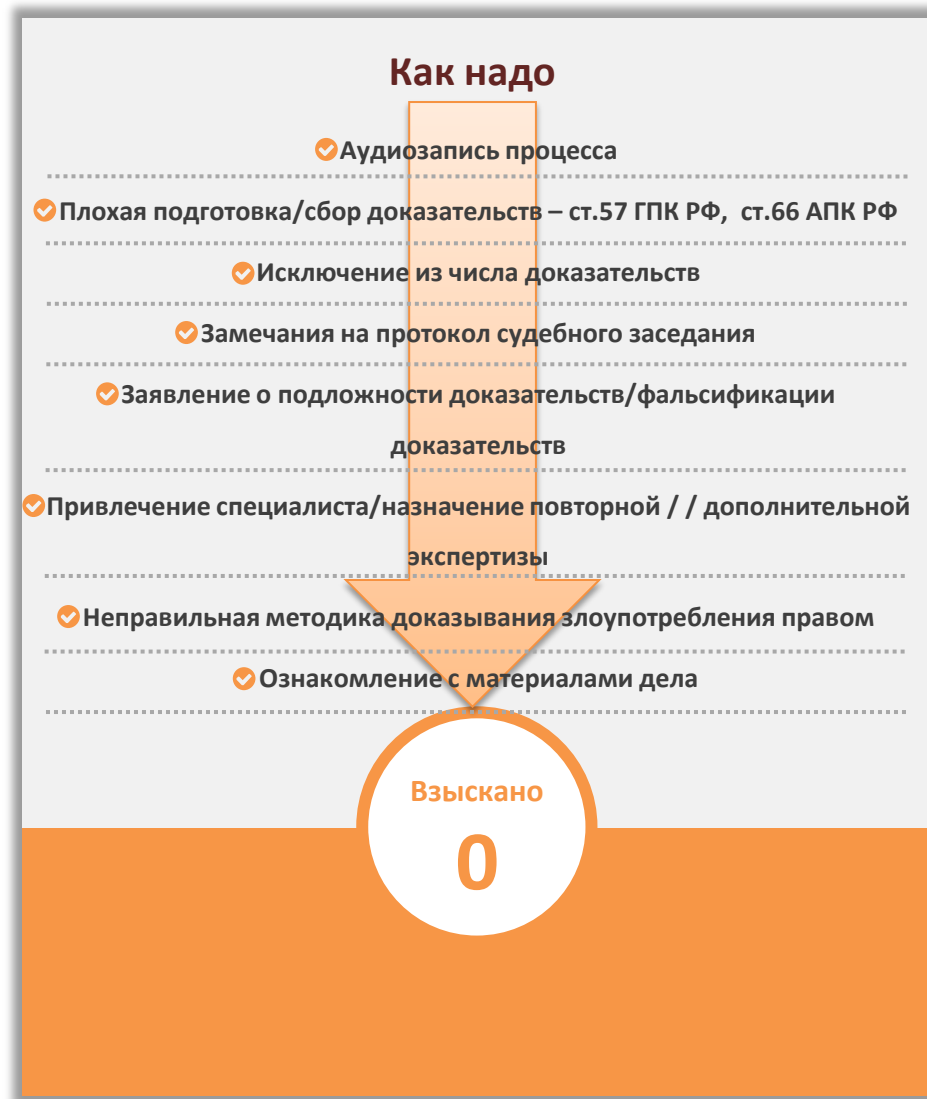 Как надо
Аудиозапись процесса
Плохая подготовка/сбор доказательств – ст.57 ГПК РФ, ст.66 АПК РФ
Исключение из числа доказательств
Замечания на протокол судебного заседания
Заявление о подложности доказательств/фальсификации
доказательств
Привлечение специалиста/назначение повторной / / дополнительной
экспертизы
Неправильная методика доказывания злоупотребления правом
Ознакомление с материалами дела
Взыскано
0